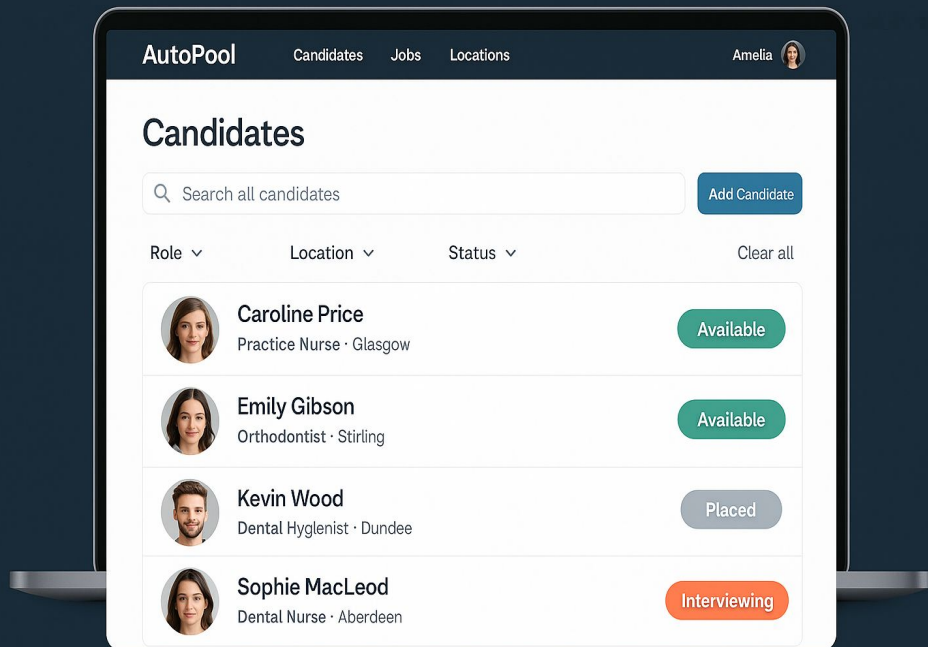 AutoPool Candidates Jobs Locations Amelia
Candidates
Search all candidates Add Candidate
Role Location Status Clear all
Caroline Price
Practice Nurse · Glasgow
Available
Emily Gibson
Orthodontist · Stirling
Available
Kevin Wood
Dental Hyglenist · Dundee
Placed
Sophie MacLeod
Dental Nurse · Aberdeen
Interviewing